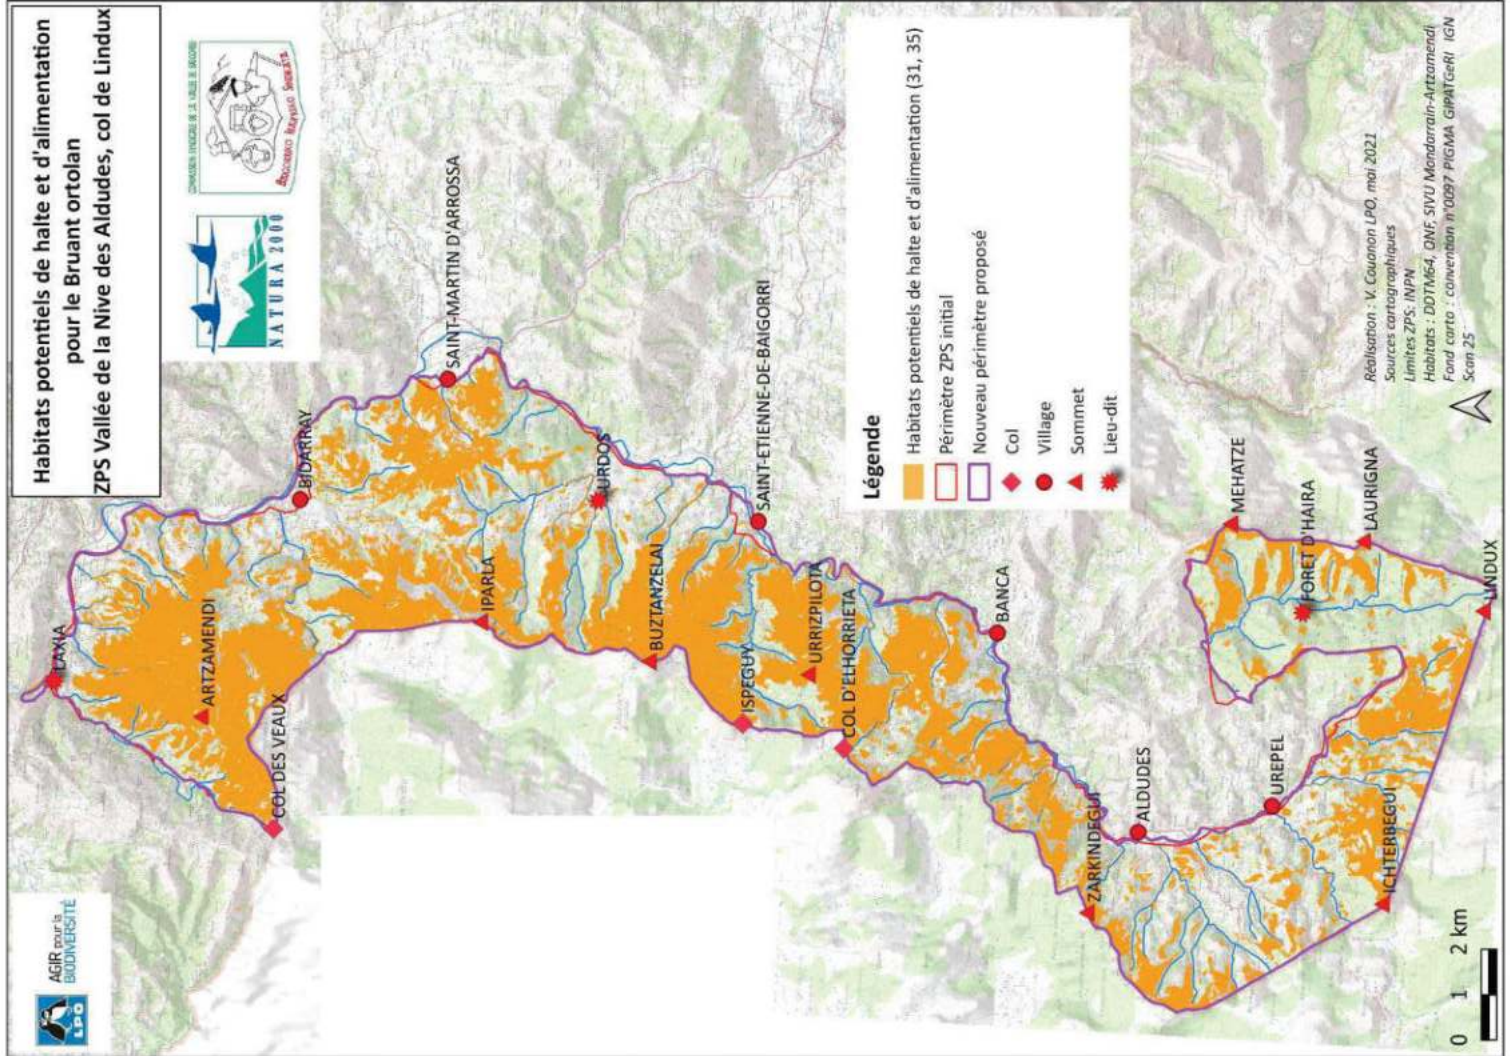 Habitats potentiels de halte et d'alimentation
pour le Bruant ortolan
ZPS Vallée de la Nive des Aldudes, col de Lindux
LPO
AGIR pour la
BIODIVERSITÉ
NATURA 2000
LAXIA
ARTZAMENDI
COL DES VEAUX
BIDARRAY
SAINT-MARTIN D'ARROSSA
IPARLA
URDOS
BUZTANZELAI
SAINT-ETIENNE-DE-BAIGORRI
ISPEGUY
URRIZPILOTA
COL D'ELHORRIETA
BANCA
ZARKINDEGUI
ALDUDES
UREPEL
ICHTERBEGUI
MEHATZE
FORET D'HAIRA
LAURIGNA
LINDUX
Légende
Habitats potentiels de halte et d'alimentation (31, 35)
Périmètre ZPS initial
Nouveau périmètre proposé
Col
Village
Sommet
Lieu-dit
Réalisation : V. Couanon LPO, mai 2021
Sources cartographiques
Limites ZPS: INPN
Habitats : DDTM64, ONF, SIVU Mondarrain-Artzamendi
Fond carto : convention n°0097 PIGMA GIPATGeRI IGN
Scan 25
0 1 2 km